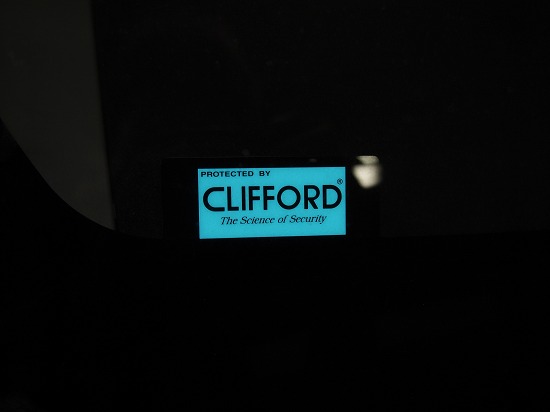 PROTECTED BY
CLIFFORD®
The Science of Security